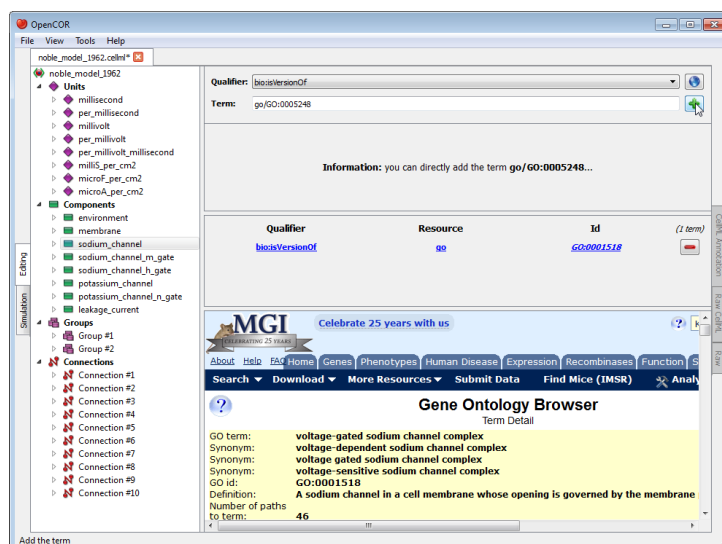 OpenCOR
File View Tools Help
noble_model_1962.cellml*
noble_model_1962
Units
millisecond
per_millisecond
millivolt
per_millivolt
per_millivolt_millisecond
milliS_per_cm2
microF_per_cm2
microA_per_cm2
Components
environment
membrane
sodium_channel
sodium_channel_m_gate
sodium_channel_h_gate
potassium_channel
potassium_channel_n_gate
leakage_current
Groups
Group #1
Group #2
Connections
Connection #1
Connection #2
Connection #3
Connection #4
Connection #5
Connection #6
Connection #7
Connection #8
Connection #9
Connection #10
Editing
Simulation
Qualifier: bio:isVersionOf
Term: go/GO:0005248
Information: you can directly add the term go/GO:0005248...
Qualifier Resource Id (1 term)
bio:isVersionOf go GO:0001518
MGI
CELEBRATING 25 YEARS
Celebrate 25 years with us
? K
About Help FAQ Home Genes Phenotypes Human Disease Expression Recombinases Function S
Search Download More Resources Submit Data Find Mice (IMSR) Analy
?
Gene Ontology Browser
Term Detail
GO term: voltage-gated sodium channel complex
Synonym: voltage-dependent sodium channel complex
Synonym: voltage gated sodium channel complex
Synonym: voltage-sensitive sodium channel complex
GO id: GO:0001518
Definition: A sodium channel in a cell membrane whose opening is governed by the membrane
Number of paths
to term: 46
CellML Annotation
Raw CellML
Raw
Add the term